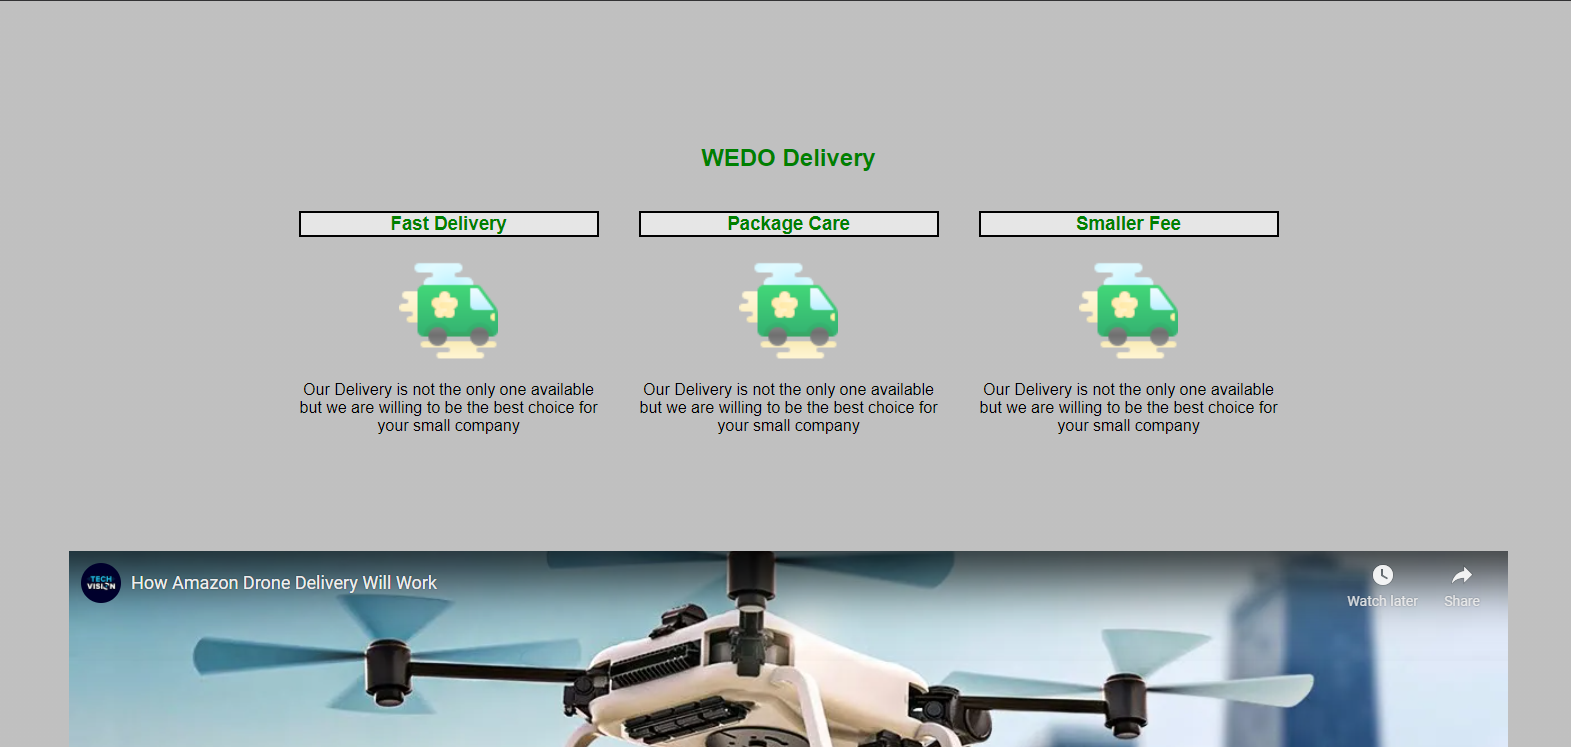 WEDO Delivery
Fast Delivery
Package Care
Smaller Fee
Our Delivery is not the only one available
but we are willing to be the best choice for
your small company
Our Delivery is not the only one available
but we are willing to be the best choice for
your small company
Our Delivery is not the only one available
but we are willing to be the best choice for
your small company
TECH
VISION
How Amazon Drone Delivery Will Work
Watch later
Share